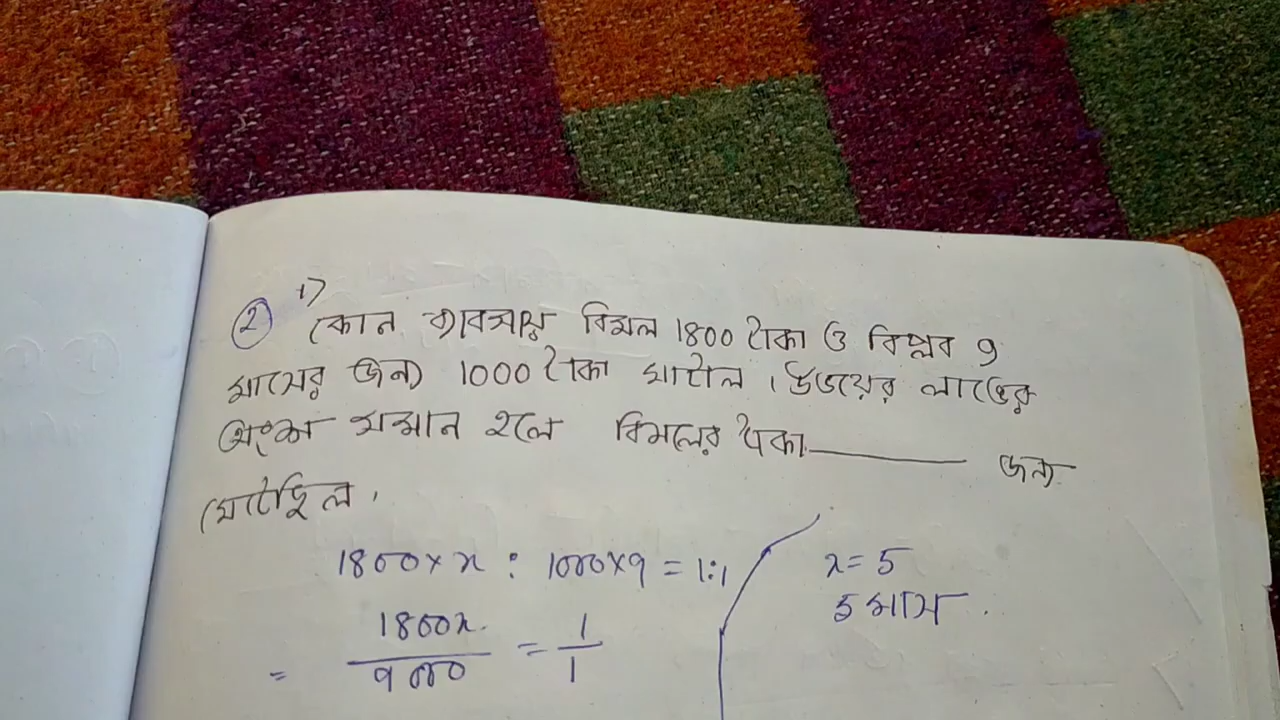 ② 1) কোন ব্যবসায় বিমল 1800 টাকা ও বিপ্লব 9
মাসের জন্য 1000 টাকা খাটাল। উভয়ের লাভের
অংশ সমান হলে বিমলের টাকা ______ জন্য
খেটেছিল।
1800×x : 1000×9 = 1:1
1800x
= ――― = 1/1
9000
x= 5
5 মাস.